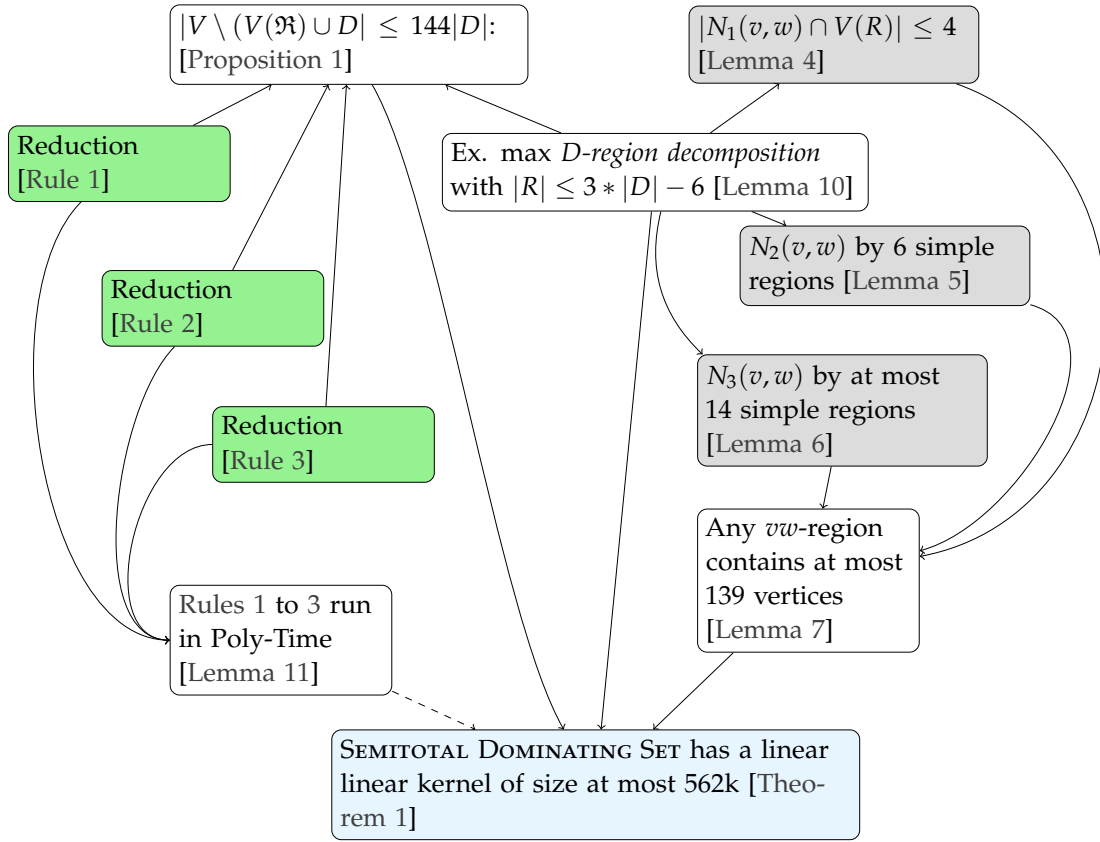 |V \ (V(ℜ) ∪ D| ≤ 144|D|:
[Proposition 1]
|N₁(v, w) ∩ V(R)| ≤ 4
[Lemma 4]
Reduction
[Rule 1]
Ex. max D-region decomposition
with |R| ≤ 3 ∗ |D| − 6 [Lemma 10]
N₂(v, w) by 6 simple
regions [Lemma 5]
Reduction
[Rule 2]
N₃(v, w) by at most
14 simple regions
[Lemma 6]
Reduction
[Rule 3]
Any vw-region
contains at most
139 vertices
[Lemma 7]
Rules 1 to 3 run
in Poly-Time
[Lemma 11]
SEMITOTAL DOMINATING SET has a linear
linear kernel of size at most 562k [Theo-
rem 1]